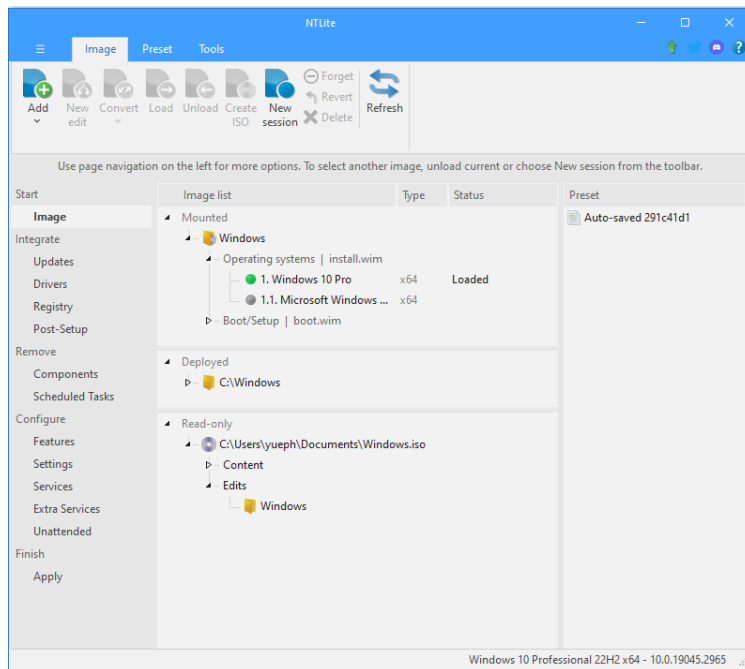 NTLite
Image Preset Tools
Add New edit Convert Load Unload Create ISO New session Forget Revert Delete Refresh
Use page navigation on the left for more options. To select another image, unload current or choose New session from the toolbar.
Start
Image
Integrate
Updates
Drivers
Registry
Post-Setup
Remove
Components
Scheduled Tasks
Configure
Features
Settings
Services
Extra Services
Unattended
Finish
Apply
Image list Type Status
Mounted
Windows
Operating systems | install.wim
1. Windows 10 Pro x64 Loaded
1.1. Microsoft Windows ... x64
Boot/Setup | boot.wim
Deployed
C:\Windows
Read-only
C:\Users\yueph\Documents\Windows.iso
Content
Edits
Windows
Preset
Auto-saved 291c41d1
Windows 10 Professional 22H2 x64 - 10.0.19045.2965